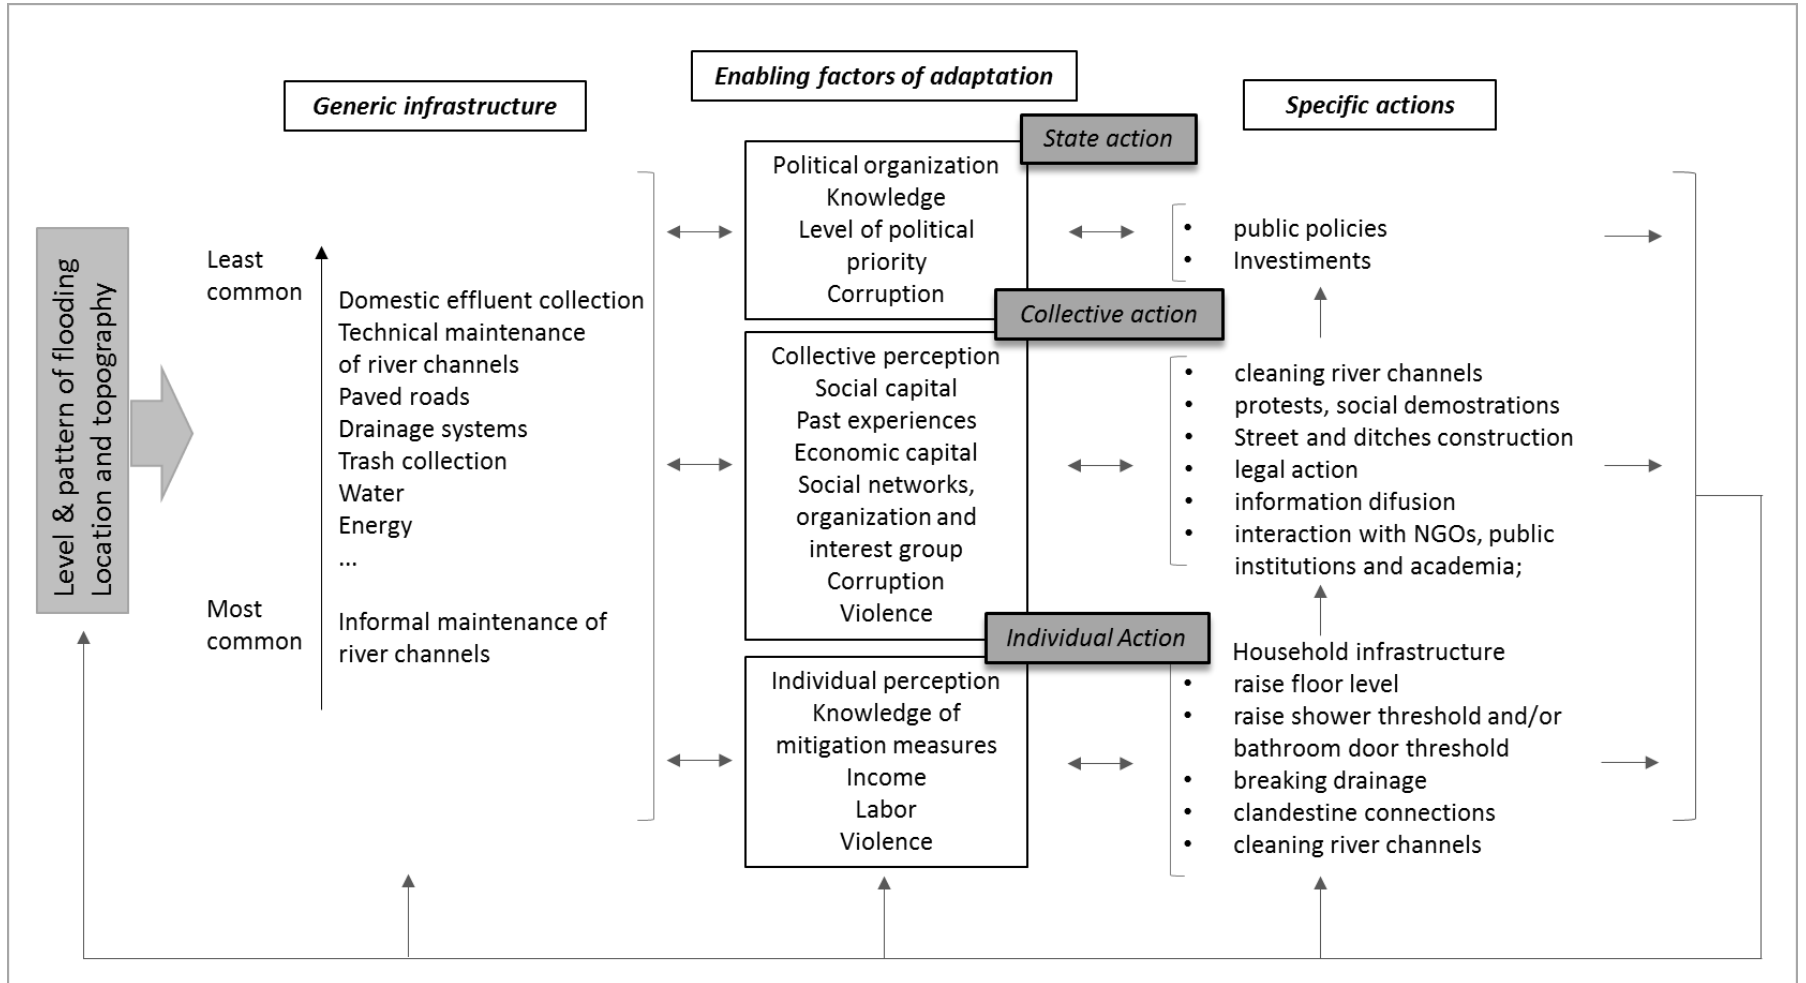 Generic infrastructure
Enabling factors of adaptation
Specific actions
Level & pattern of flooding
Location and topography
Least
common
Most
common
Domestic effluent collection
Technical maintenance
of river channels
Paved roads
Drainage systems
Trash collection
Water
Energy
...
Informal maintenance of
river channels
State action
Political organization
Knowledge
Level of political
priority
Corruption
Collective action
Collective perception
Social capital
Past experiences
Economic capital
Social networks,
organization and
interest group
Corruption
Violence
Individual Action
Individual perception
Knowledge of
mitigation measures
Income
Labor
Violence
• public policies
• Investiments
• cleaning river channels
• protests, social demostrations
• Street and ditches construction
• legal action
• information difusion
• interaction with NGOs, public
institutions and academia;
Household infrastructure
• raise floor level
• raise shower threshold and/or
bathroom door threshold
• breaking drainage
• clandestine connections
• cleaning river channels